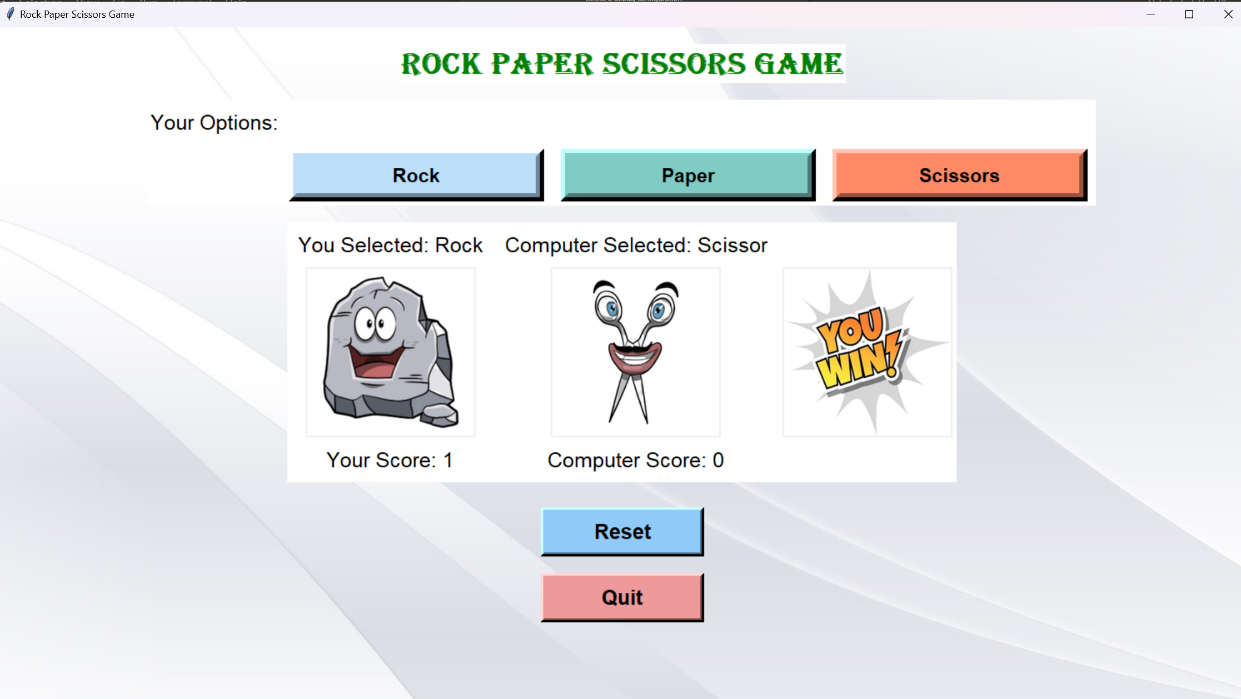 Rock Paper Scissors Game
ROCK PAPER SCISSORS GAME
Your Options:
Rock
Paper
Scissors
You Selected: Rock
Computer Selected: Scissor
YOU
WIN!
Your Score: 1
Computer Score: 0
Reset
Quit